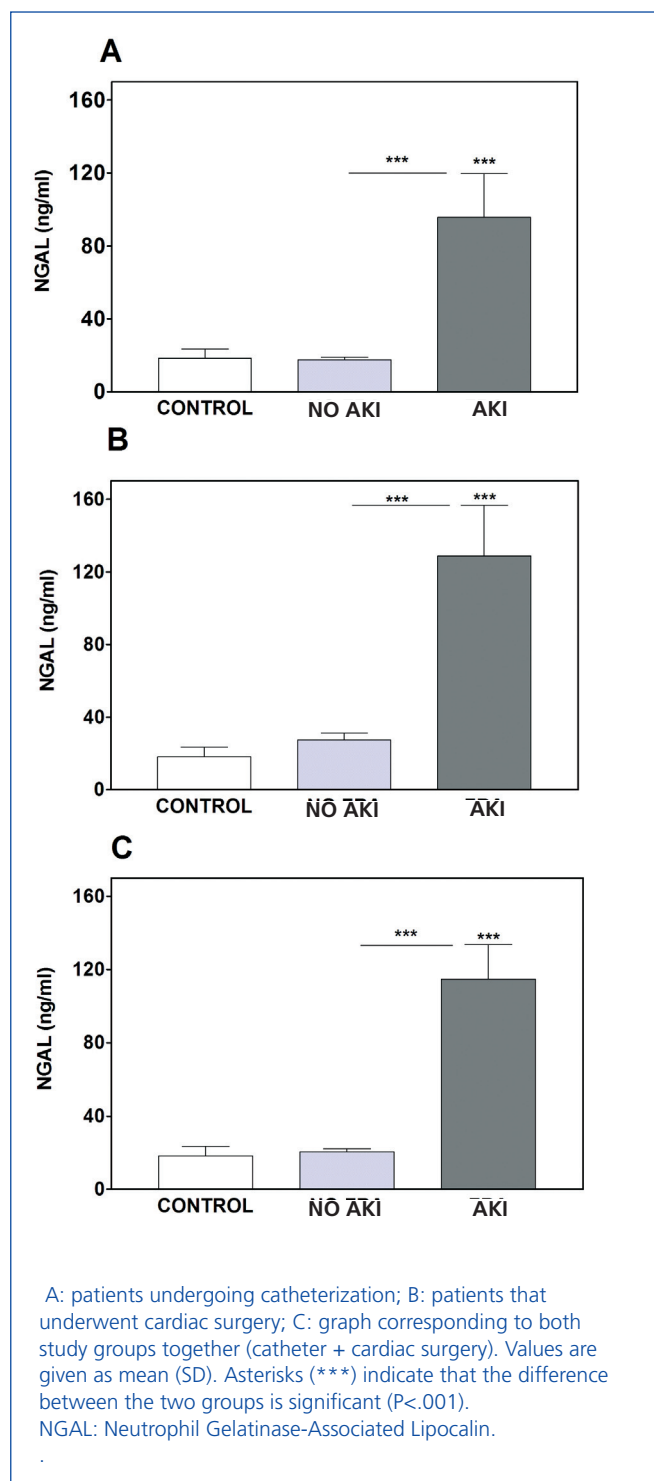 A
160
120
80
40
0
NGAL (ng/ml)
*** ***
CONTROL NO AKI AKI
B
160
120
80
40
0
NGAL (ng/ml)
*** ***
CONTROL NO AKI AKI
C
160
120
80
40
0
NGAL (ng/ml)
*** ***
CONTROL NO AKI AKI
A: patients undergoing catheterization; B: patients that
underwent cardiac surgery; C: graph corresponding to both
study groups together (catheter + cardiac surgery). Values are
given as mean (SD). Asterisks (***) indicate that the difference
between the two groups is significant (P<.001).
NGAL: Neutrophil Gelatinase-Associated Lipocalin.
.